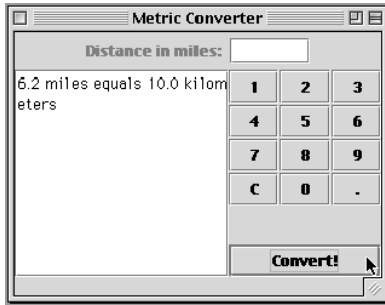 Metric Converter
Distance in miles:
6.2 miles equals 10.0 kilom
eters
1 2 3
4 5 6
7 8 9
C 0 .
Convert!